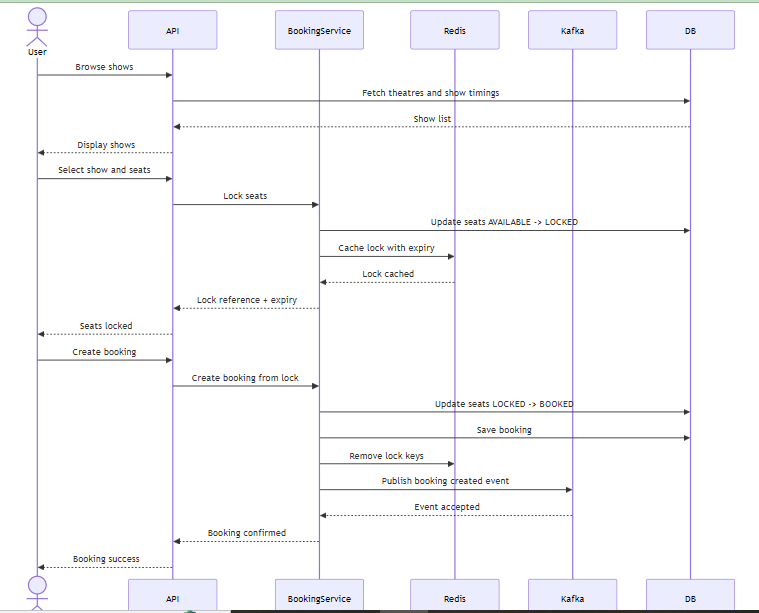 User
API
BookingService
Redis
Kafka
DB
Browse shows
Fetch theatres and show timings
Show list
Display shows
Select show and seats
Lock seats
Update seats AVAILABLE -> LOCKED
Cache lock with expiry
Lock cached
Lock reference + expiry
Seats locked
Create booking
Create booking from lock
Update seats LOCKED -> BOOKED
Save booking
Remove lock keys
Publish booking created event
Event accepted
Booking confirmed
Booking success
API
BookingService
Redis
Kafka
DB